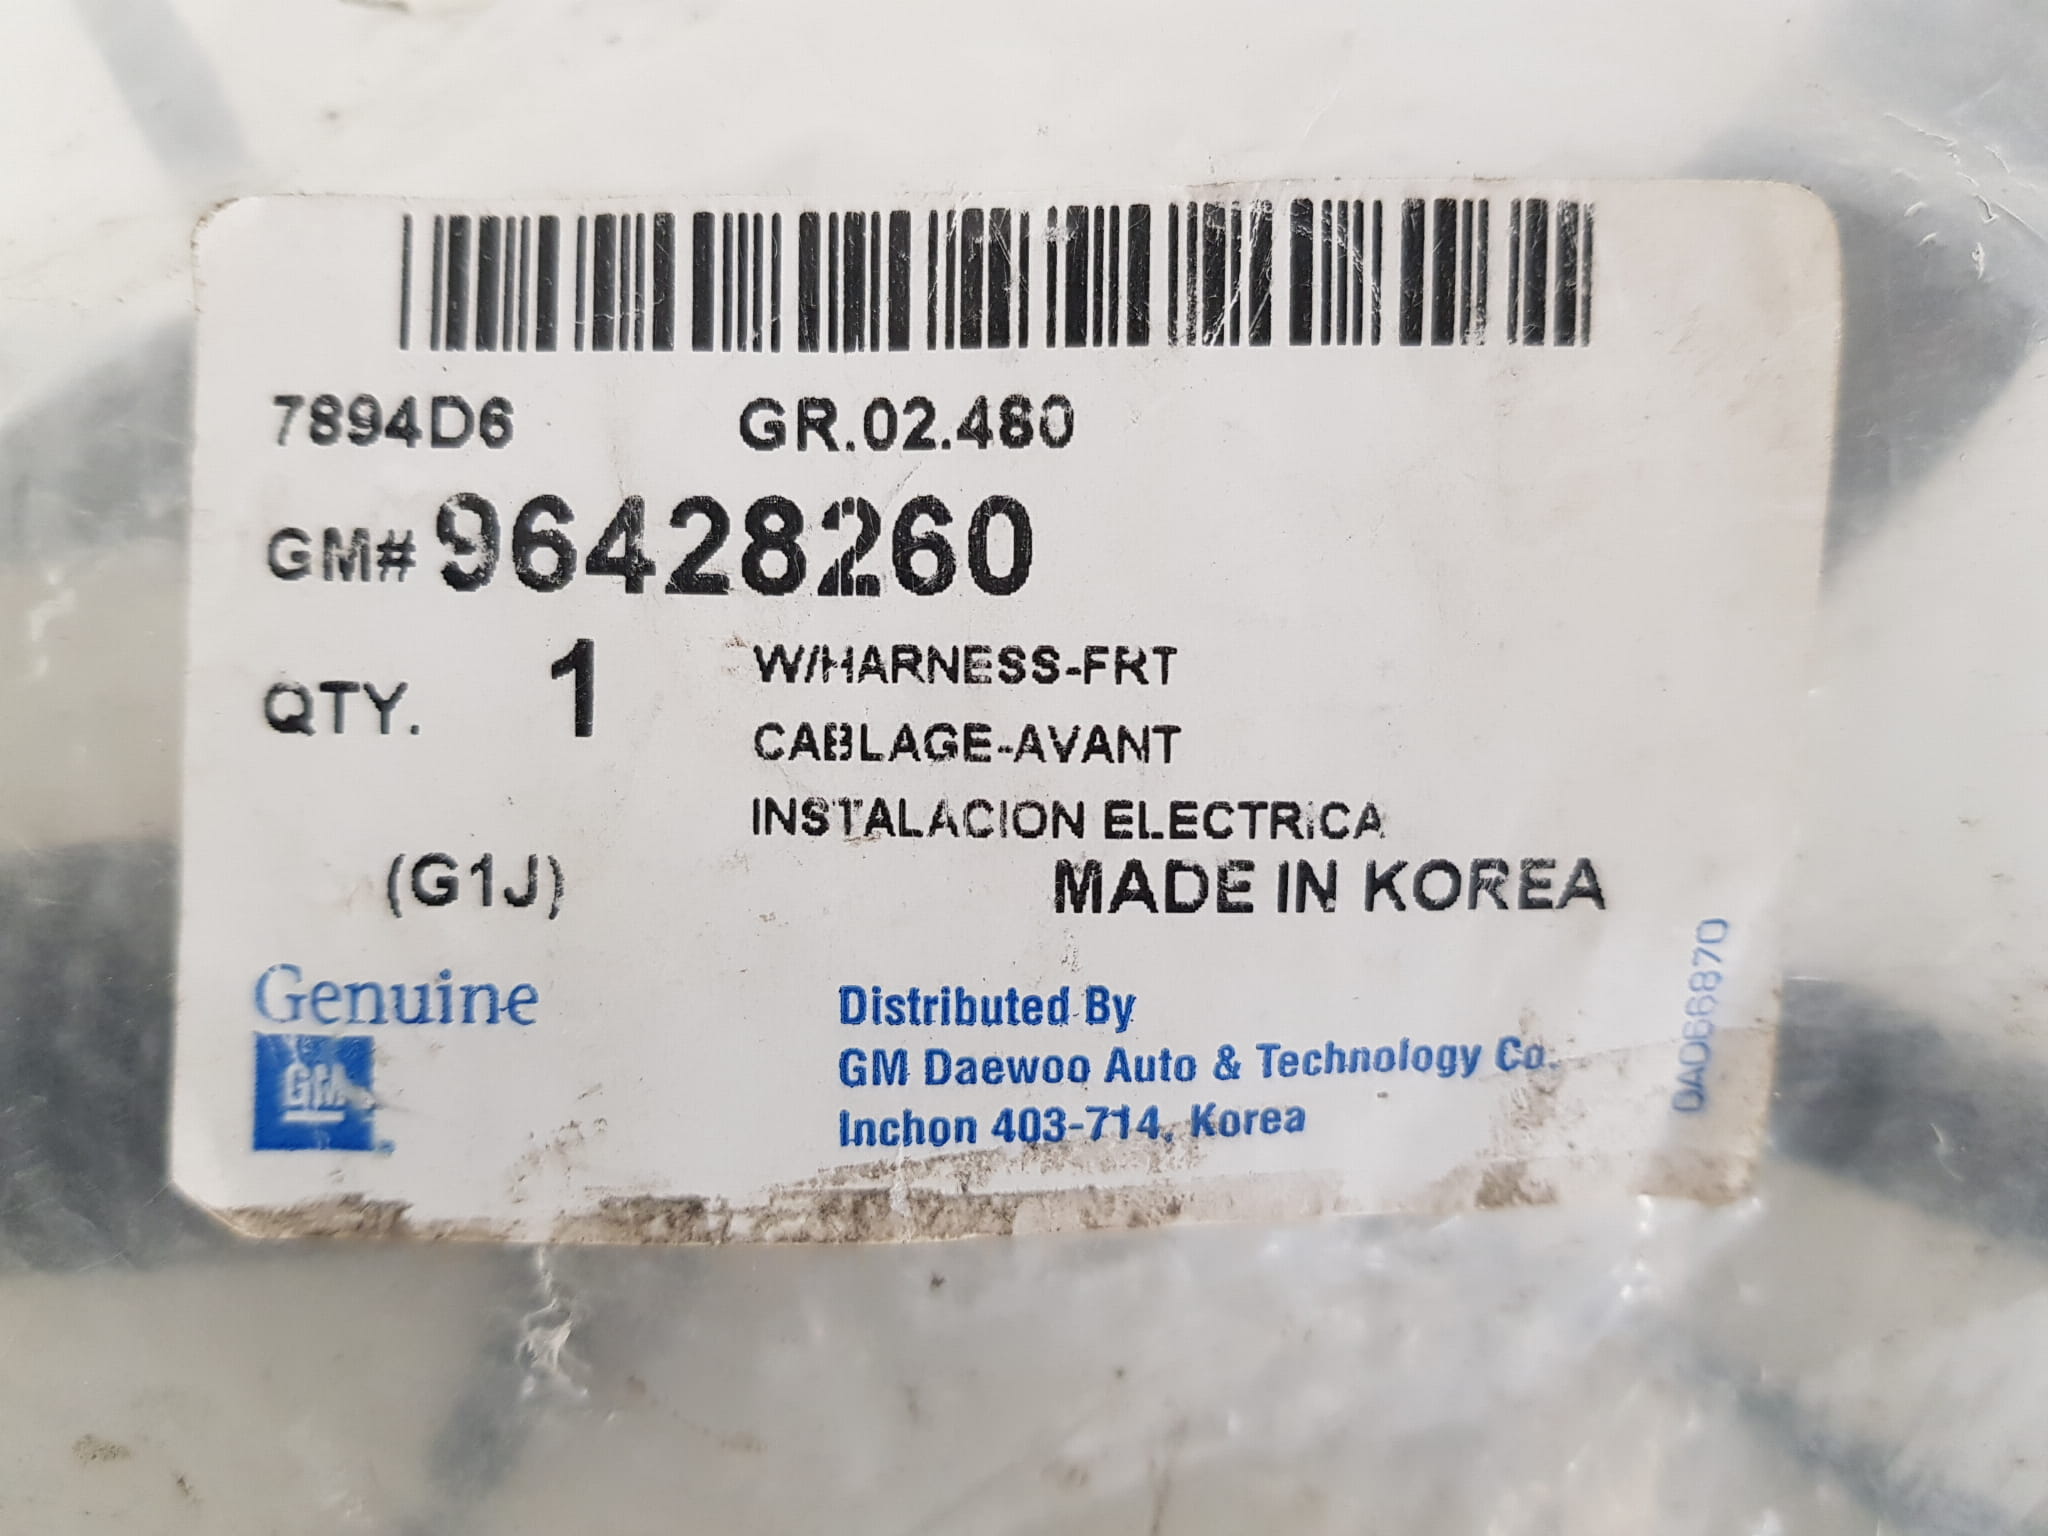 7894D6 GR.02.480
GM# 96428260
QTY. 1
W/HARNESS-FRT
CABLAGE-AVANT
INSTALACION ELECTRICA
(G1J) MADE IN KOREA
Genuine
GM
Distributed By
GM Daewoo Auto & Technology Co.
Inchon 403-714, Korea
DAD66870